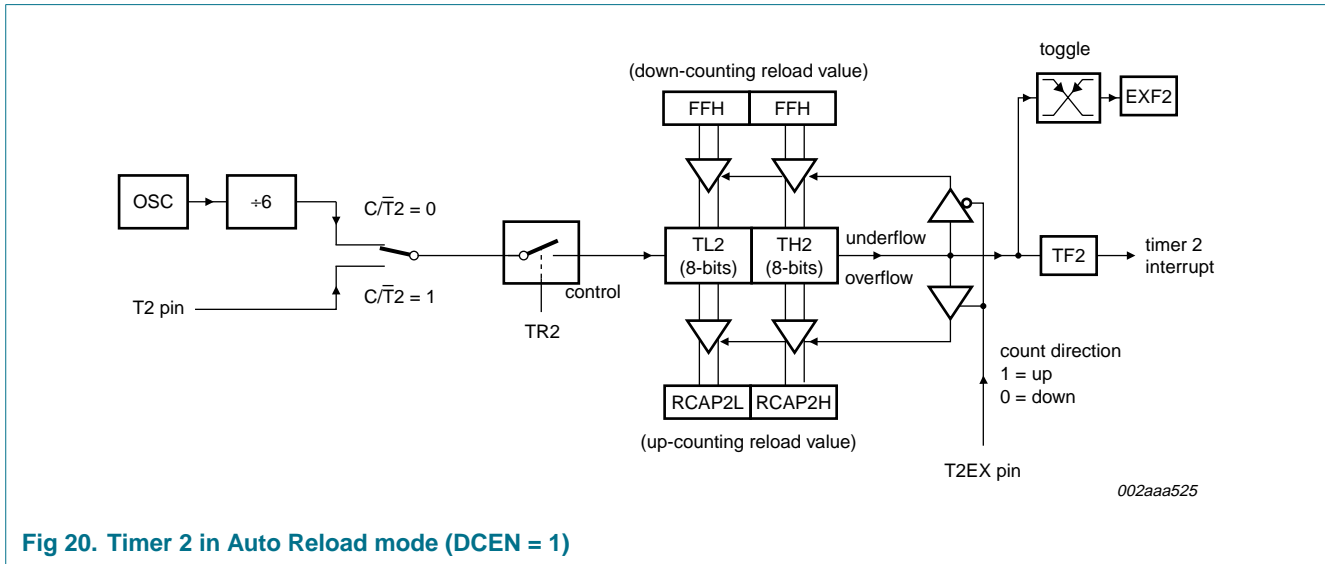 toggle
(down-counting reload value)
FFH FFH
EXF2
OSC
÷6
C/T̅2 = 0
TL2
(8-bits)
TH2
(8-bits)
underflow
overflow
TF2
timer 2
interrupt
control
C/T̅2 = 1
T2 pin
TR2
count direction
1 = up
0 = down
RCAP2L RCAP2H
(up-counting reload value)
T2EX pin
002aaa525
Fig 20. Timer 2 in Auto Reload mode (DCEN = 1)